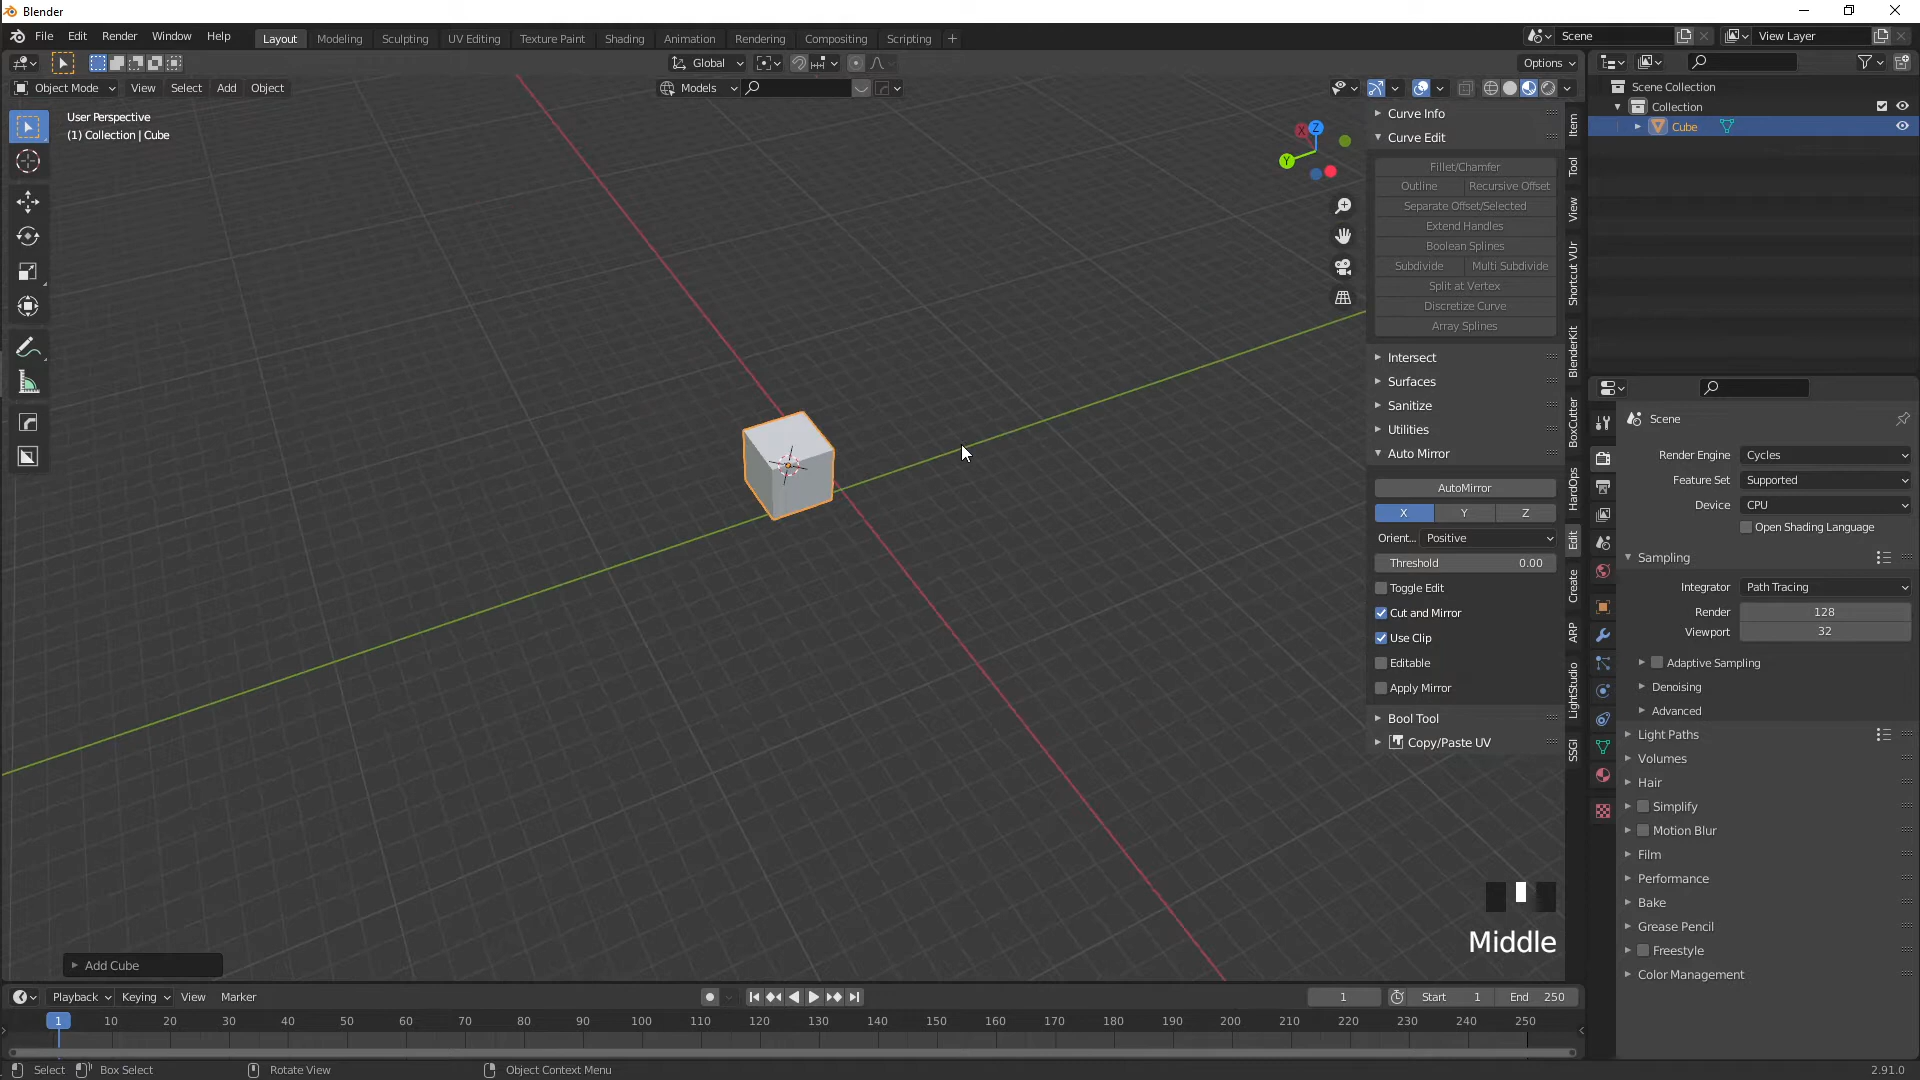 Blender
File Edit Render Window Help Layout Modeling Sculpting UV Editing Texture Paint Shading Animation Rendering Compositing Scripting + Scene View Layer
Global Options
Object Mode View Select Add Object Models
User Perspective
(1) Collection | Cube
X Z Y
Curve Info
Curve Edit
Fillet/Chamfer
Outline Recursive Offset
Separate Offset/Selected
Extend Handles
Boolean Splines
Subdivide Multi Subdivide
Split at Vertex
Discretize Curve
Array Splines
Intersect
Surfaces
Sanitize
Utilities
Auto Mirror
AutoMirror
X Y Z
Orient... Positive
Threshold 0.00
Toggle Edit
Cut and Mirror
Use Clip
Editable
Apply Mirror
Bool Tool
Copy/Paste UV
Item
Tool
View
Shortcut VUr
BlenderKit
BoxCutter
HardOps
Edit
Create
ARP
LightStudio
SSGI
Scene Collection
Collection
Cube
Scene
Render Engine Cycles
Feature Set Supported
Device CPU
Open Shading Language
Sampling
Integrator Path Tracing
Render 128
Viewport 32
Adaptive Sampling
Denoising
Advanced
Light Paths
Volumes
Hair
Simplify
Motion Blur
Film
Performance
Bake
Grease Pencil
Freestyle
Color Management
Middle
Add Cube
Playback Keying View Marker 1 Start 1 End 250
1 10 20 30 40 50 60 70 80 90 100 110 120 130 140 150 160 170 180 190 200 210 220 230 240 250
Select Box Select Rotate View Object Context Menu 2.91.0